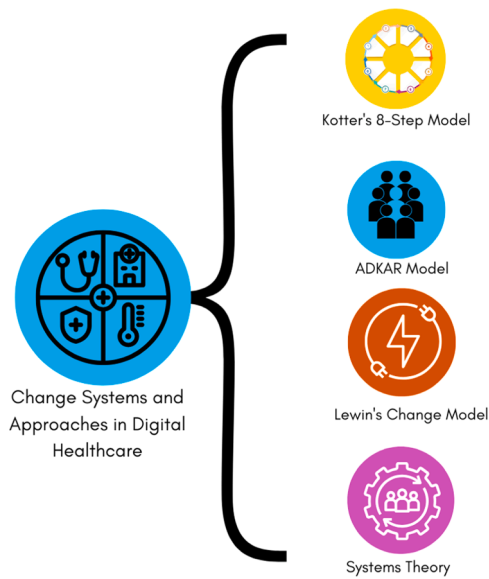 Kotter's 8-Step Model
ADKAR Model
Lewin's Change Model
Systems Theory
Change Systems and
Approaches in Digital
Healthcare